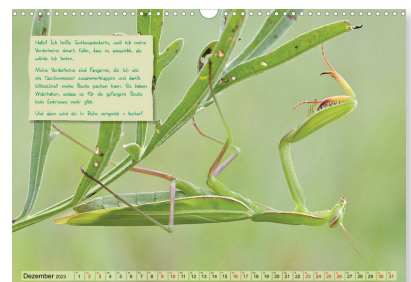 Hallo! Ich heiße Gottesanbeterin, weil ich meine
Vorderbeine derart falte, dass es aussieht, als
würde ich beten.
Meine Vorderbeine sind Fangarme, die ich wie
ein Taschenmesser zusammenklappen und damit
blitzschnell meine Beute packen kann. Sie haben
Widerhaken, sodass es für die gefangene Beute
kein Entrinnen mehr gibt.
Und dann wird sie in Ruhe verspeist - lecker!
Dezember 2023 1 2 3 4 5 6 7 8 9 10 11 12 13 14 15 16 17 18 19 20 21 22 23 24 25 26 27 28 29 30 31